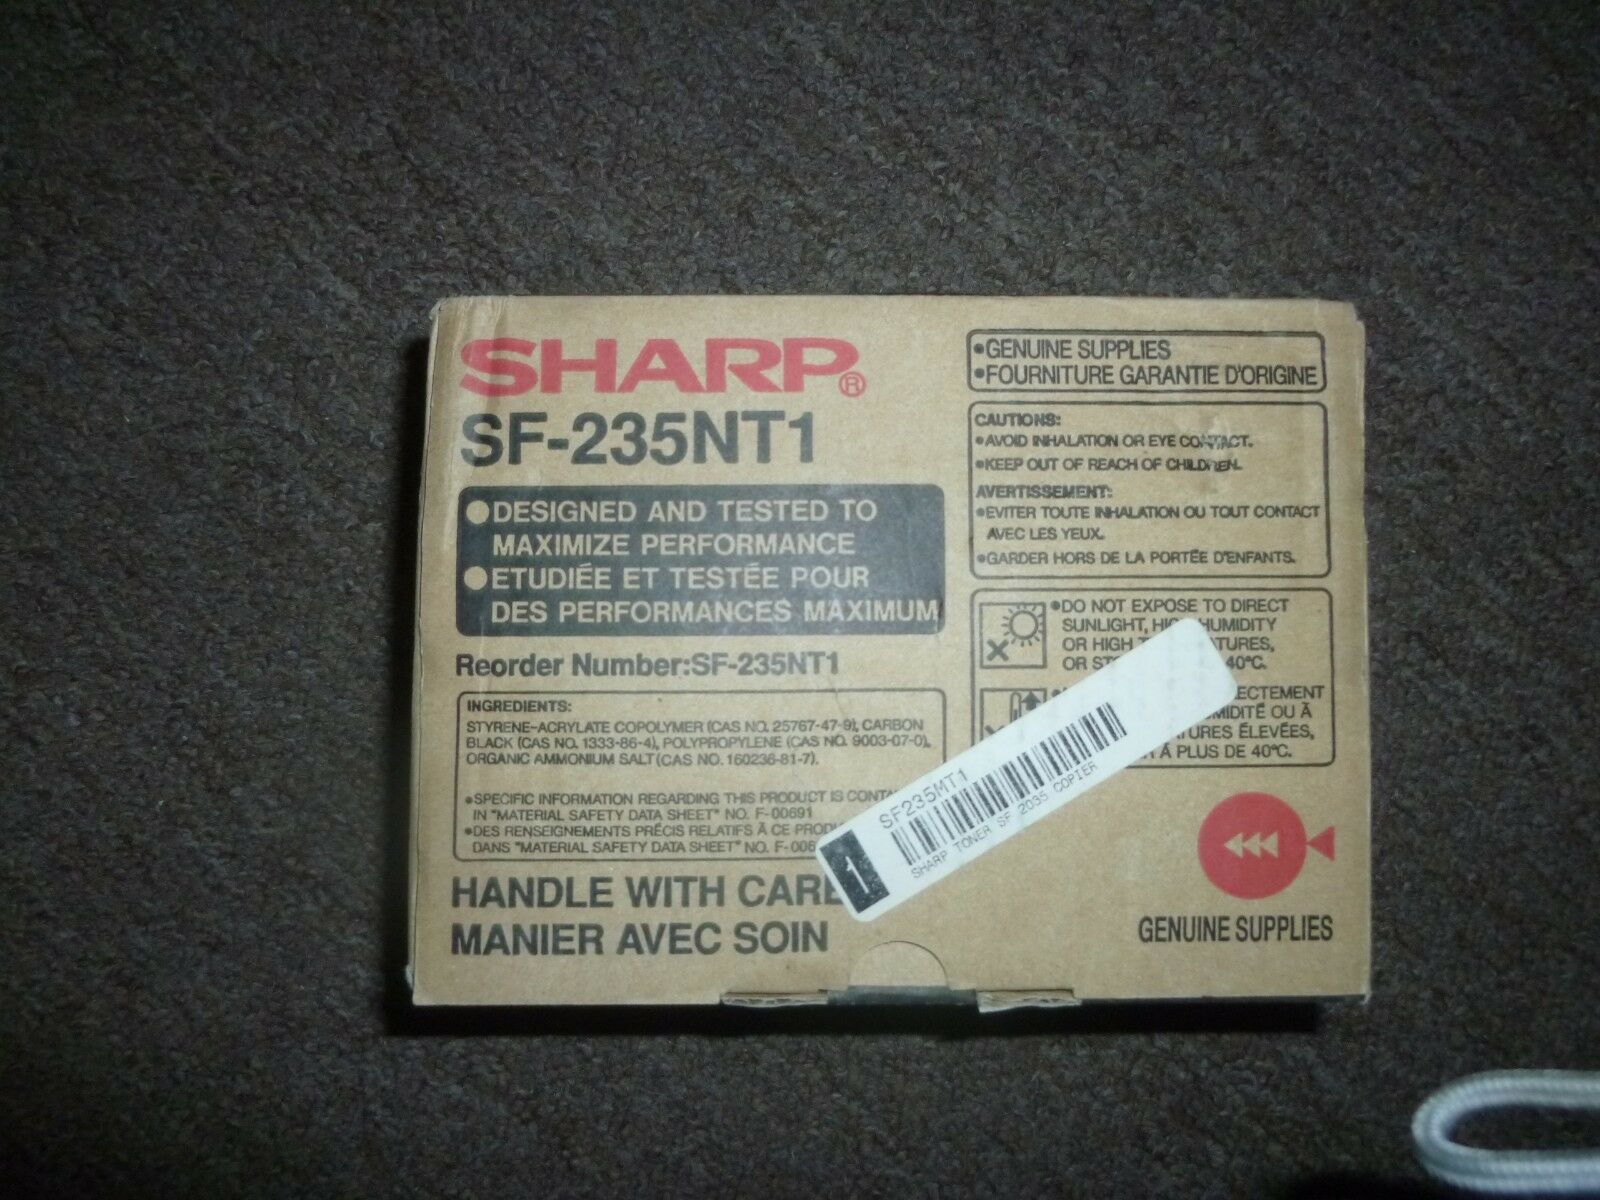 SHARP®
SF-235NT1
●DESIGNED AND TESTED TO
MAXIMIZE PERFORMANCE
●ETUDIÉE ET TESTÉE POUR
DES PERFORMANCES MAXIMUM
Reorder Number:SF-235NT1
INGREDIENTS:
STYRENE-ACRYLATE COPOLYMER (CAS NO. 25767-47-9), CARBON
BLACK (CAS NO. 1333-86-4), POLYPROPYLENE (CAS NO. 9003-07-0),
ORGANIC AMMONIUM SALT (CAS NO. 160236-81-7).
●SPECIFIC INFORMATION REGARDING THIS PRODUCT IS
IN "MATERIAL SAFETY DATA SHEET" NO. F-00691
●DES RENSEIGNEMENTS PRÉCIS RELATIFS À CE
DANS "MATERIAL SAFETY DATA SHEET" NO.
HANDLE WITH CARE
MANIER AVEC SOIN
●GENUINE SUPPLIES
●FOURNITURE GARANTIE D'ORIGINE
CAUTIONS:
●AVOID INHALATION OR EYE CONTACT.
●KEEP OUT OF REACH OF CHILDREN.
AVERTISSEMENT:
●EVITER TOUTE INHALATION OU TOUT CONTACT
AVEC LES YEUX.
●GARDER HORS DE LA PORTÉE D'ENFANTS.
●DO NOT EXPOSE TO DIRECT
SUNLIGHT, HIGH HUMIDITY
OR HIGH
OR 40°C.
OU À
ÉLEVÉES,
À PLUS DE 40°C.
1
SF235MT1
SHARP TONER SF 2035 COPIER
GENUINE SUPPLIES